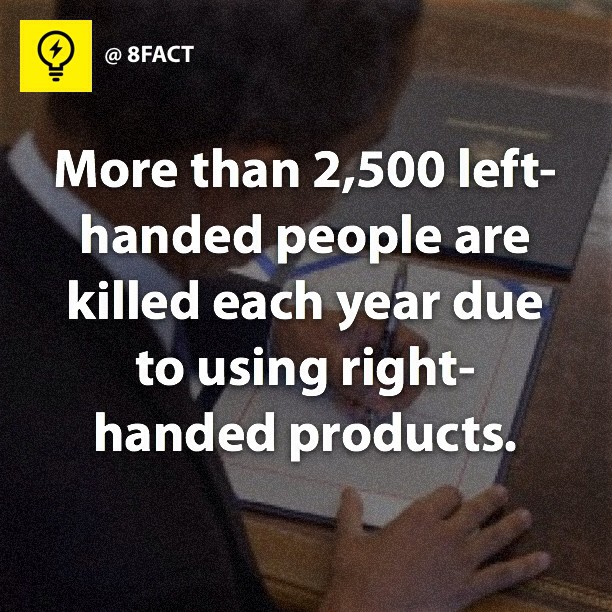 @ 8FACT
More than 2,500 left-
handed people are
killed each year due
to using right-
handed products.